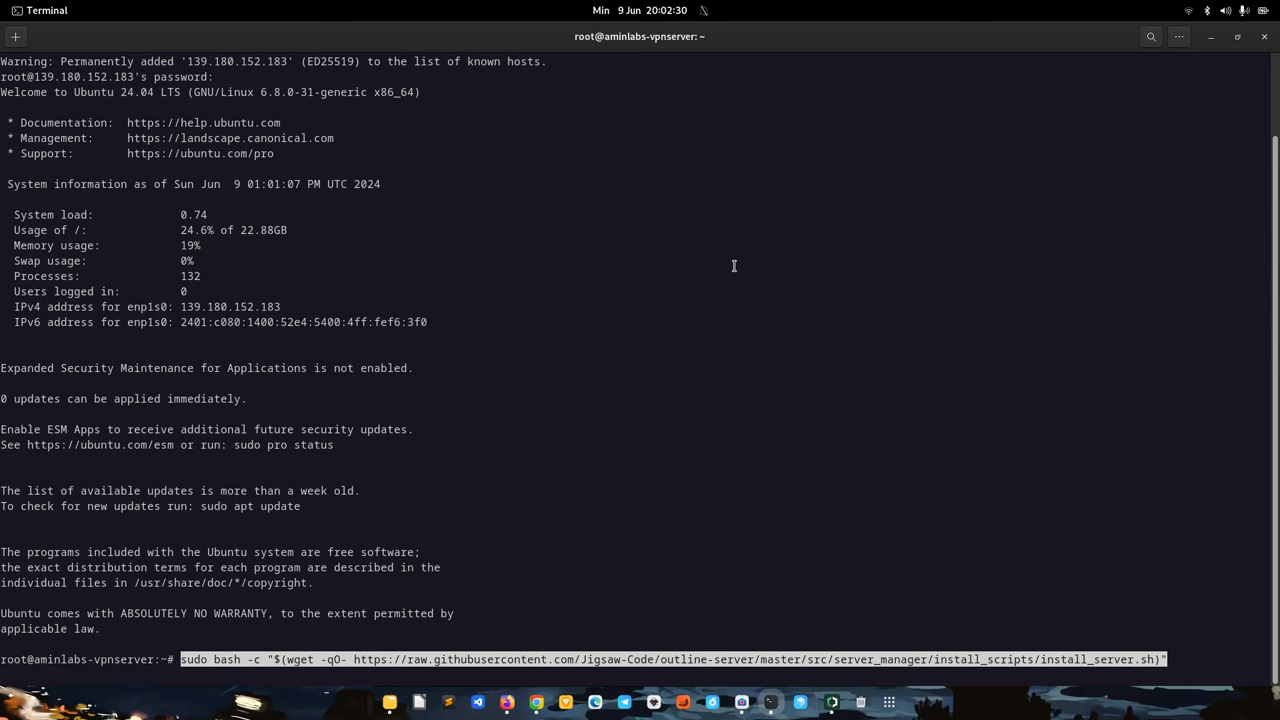 Terminal
Min 9 Jun 20:02:30
root@aminlabs-vpnserver: ~
Warning: Permanently added '139.180.152.183' (ED25519) to the list of known hosts.
root@139.180.152.183's password:
Welcome to Ubuntu 24.04 LTS (GNU/Linux 6.8.0-31-generic x86_64)
* Documentation: https://help.ubuntu.com
* Management: https://landscape.canonical.com
* Support: https://ubuntu.com/pro
System information as of Sun Jun 9 01:01:07 PM UTC 2024
System load: 0.74
Usage of /: 24.6% of 22.88GB
Memory usage: 19%
Swap usage: 0%
Processes: 132
Users logged in: 0
IPv4 address for enp1s0: 139.180.152.183
IPv6 address for enp1s0: 2401:c080:1400:52e4:5400:4ff:fef6:3f0
Expanded Security Maintenance for Applications is not enabled.
0 updates can be applied immediately.
Enable ESM Apps to receive additional future security updates.
See https://ubuntu.com/esm or run: sudo pro status
The list of available updates is more than a week old.
To check for new updates run: sudo apt update
The programs included with the Ubuntu system are free software;
the exact distribution terms for each program are described in the
individual files in /usr/share/doc/*/copyright.
Ubuntu comes with ABSOLUTELY NO WARRANTY, to the extent permitted by
applicable law.
root@aminlabs-vpnserver:~# sudo bash -c "$(wget -qO- https://raw.githubusercontent.com/Jigsaw-Code/outline-server/master/src/server_manager/install_scripts/install_server.sh)"